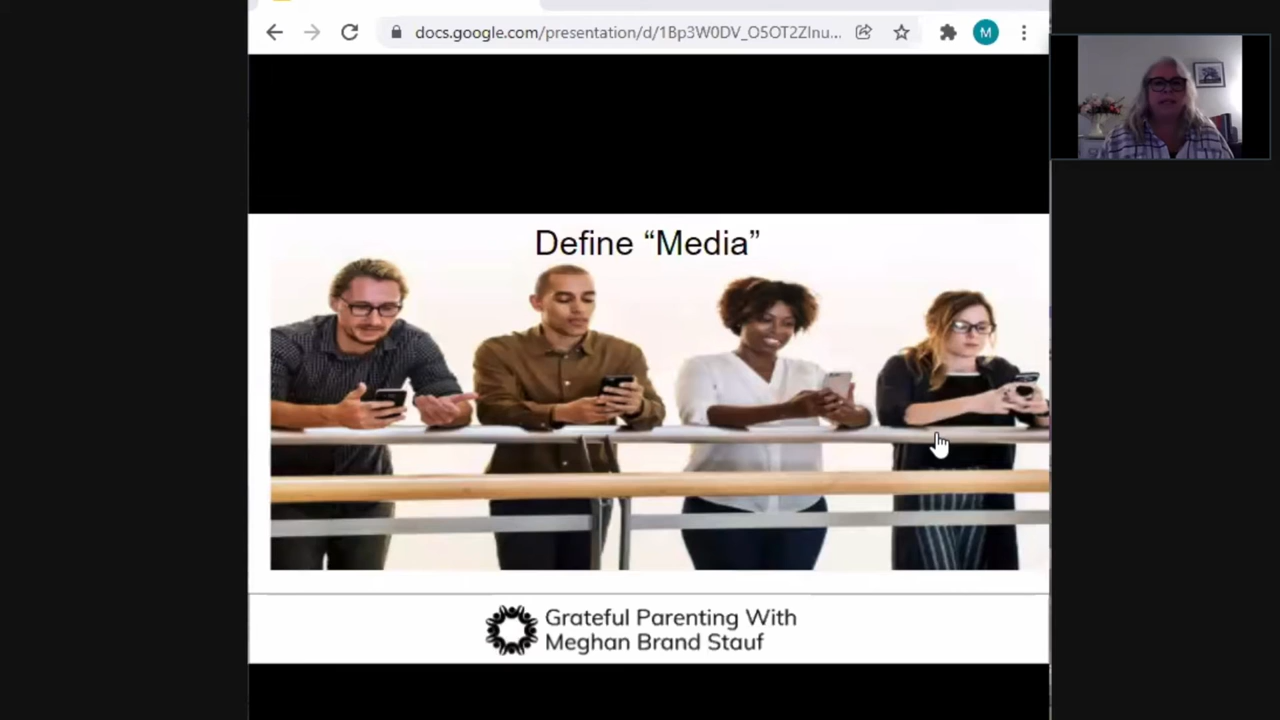 docs.google.com/presentation/d/1Bp3W0DV_O5OT2ZInu...
M
Define “Media”
Grateful Parenting With
Meghan Brand Stauf